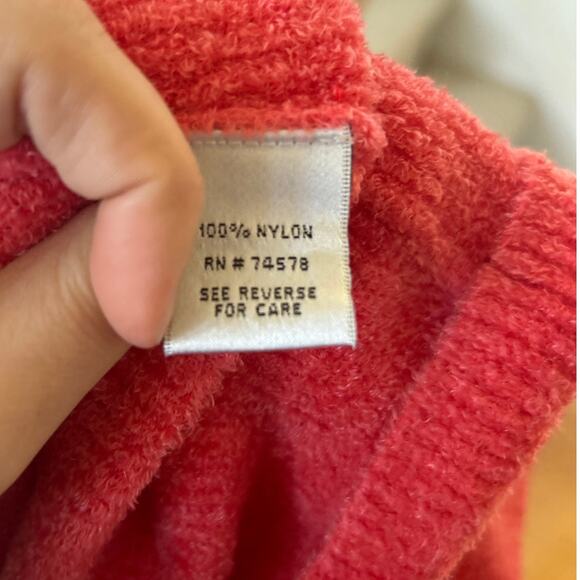 100% NYLON
RN # 74578
SEE REVERSE
FOR CARE